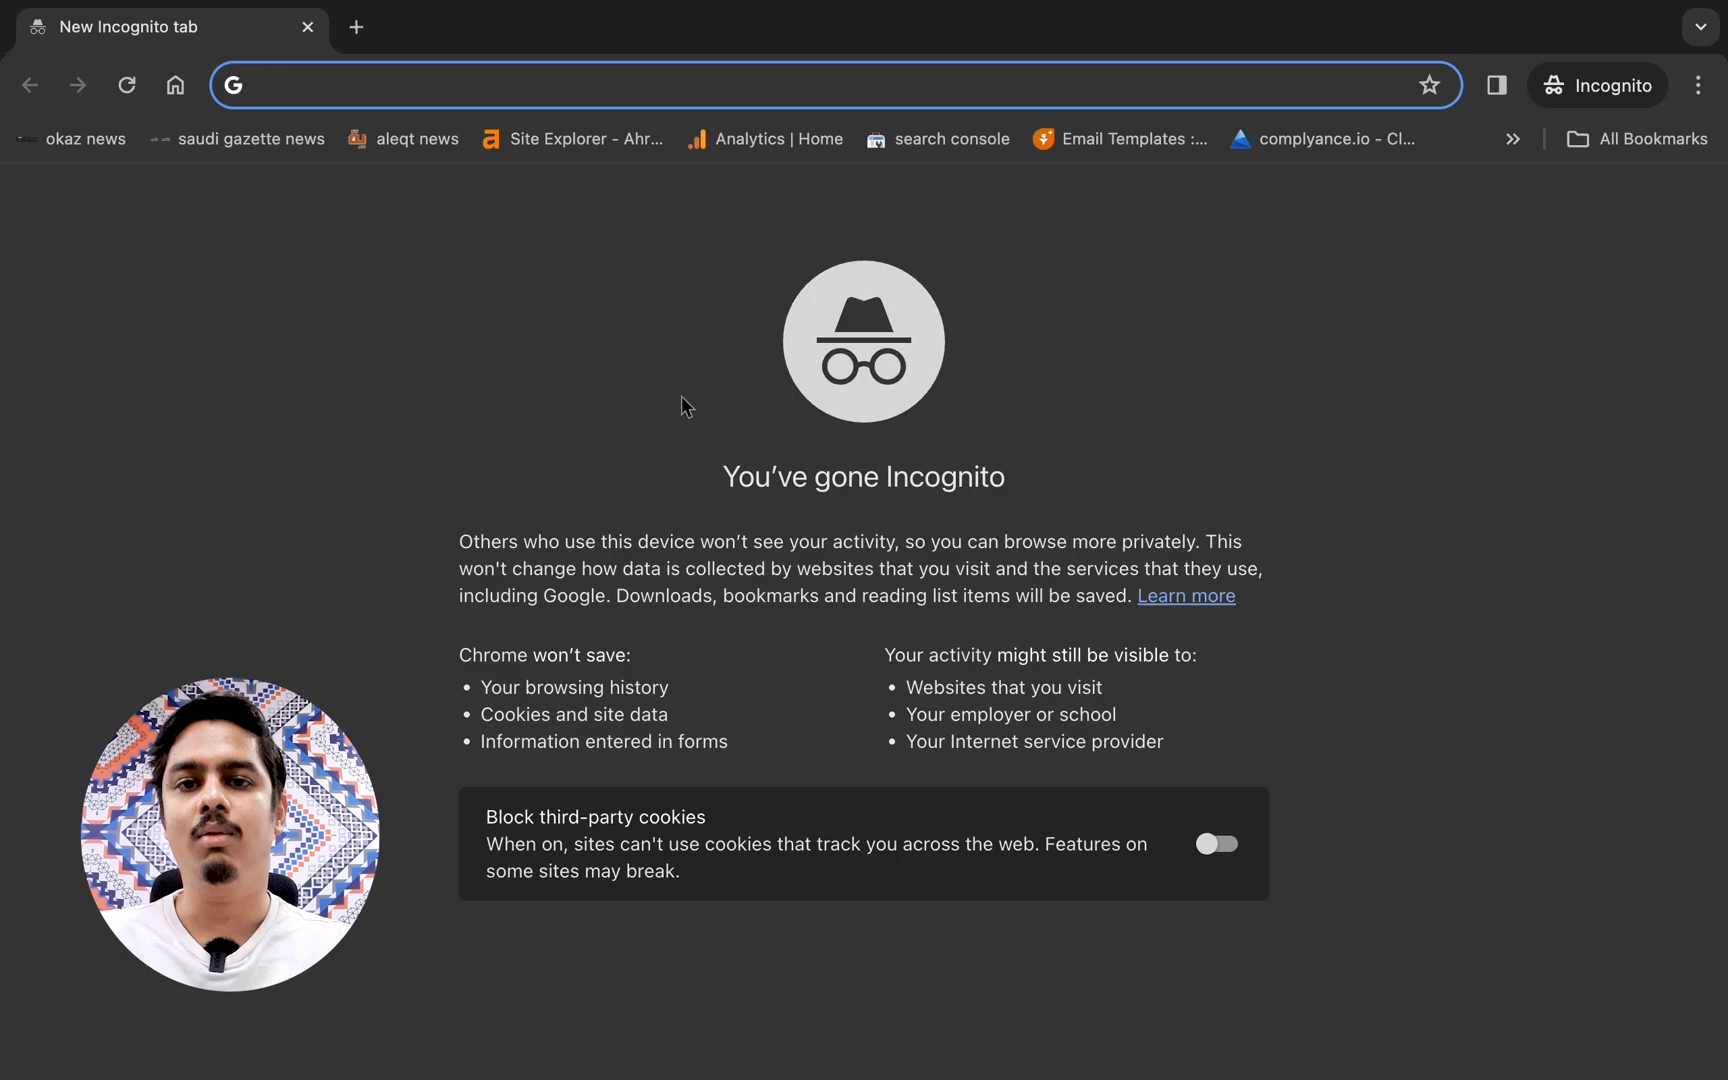 New Incognito tab
Incognito
okaz news
saudi gazette news
aleqt news
Site Explorer - Ahr...
Analytics | Home
search console
Email Templates :...
complyance.io - Cl...
All Bookmarks
You've gone Incognito
Others who use this device won't see your activity, so you can browse more privately. This
won't change how data is collected by websites that you visit and the services that they use,
including Google. Downloads, bookmarks and reading list items will be saved. Learn more
Chrome won't save:
• Your browsing history
• Cookies and site data
• Information entered in forms
Your activity might still be visible to:
• Websites that you visit
• Your employer or school
• Your Internet service provider
Block third-party cookies
When on, sites can't use cookies that track you across the web. Features on
some sites may break.